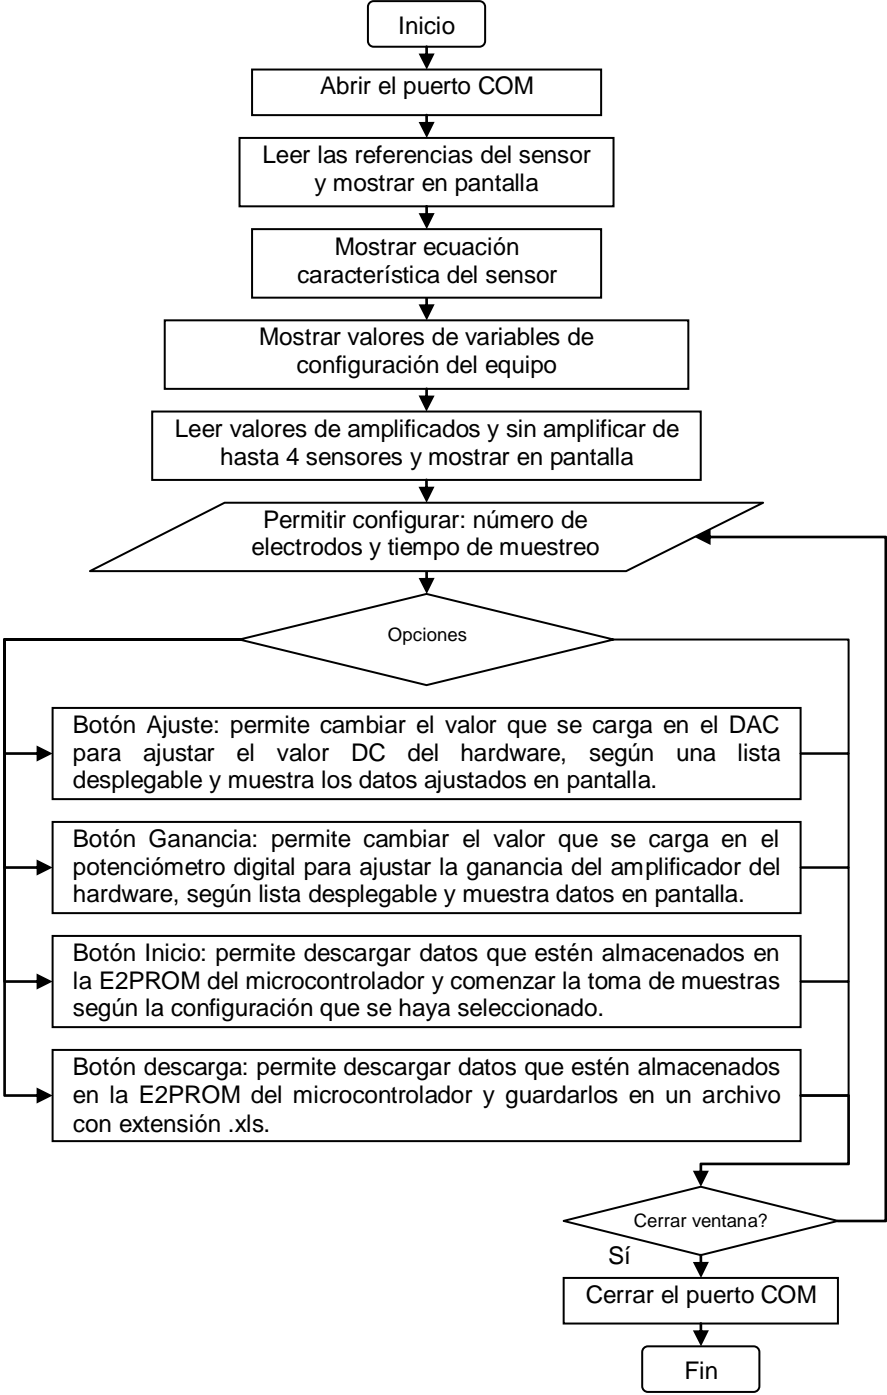 Inicio
Abrir el puerto COM
Leer las referencias del sensor
y mostrar en pantalla
Mostrar ecuación
característica del sensor
Mostrar valores de variables de
configuración del equipo
Leer valores de amplificados y sin amplificar de
hasta 4 sensores y mostrar en pantalla
Permitir configurar: número de
electrodos y tiempo de muestreo
Opciones
Botón Ajuste: permite cambiar el valor que se carga en el DAC
para ajustar el valor DC del hardware, según una lista
desplegable y muestra los datos ajustados en pantalla.
Botón Ganancia: permite cambiar el valor que se carga en el
potenciómetro digital para ajustar la ganancia del amplificador del
hardware, según lista desplegable y muestra datos en pantalla.
Botón Inicio: permite descargar datos que estén almacenados en
la E2PROM del microcontrolador y comenzar la toma de muestras
según la configuración que se haya seleccionado.
Botón descarga: permite descargar datos que estén almacenados
en la E2PROM del microcontrolador y guardarlos en un archivo
con extensión .xls.
Cerrar ventana?
Sí
Cerrar el puerto COM
Fin